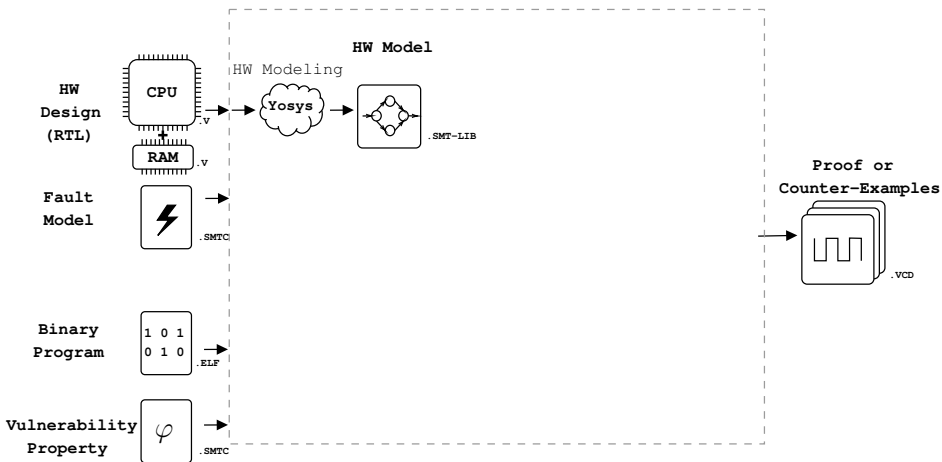 HW Model
HW Modeling
HW
Design
(RTL)
CPU
.V
+
RAM
.V
Yosys
.SMT-LIB
Fault
Model
.SMTC
Proof or
Counter-Examples
.VCD
Binary
Program
1 0 1
0 1 0
.ELF
Vulnerability
Property
φ
.SMTC